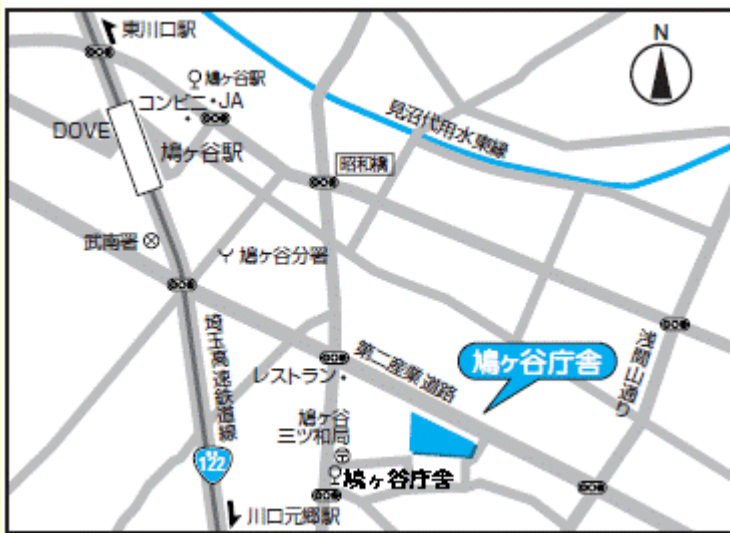 東川口駅
N
鳩ヶ谷駅
コンビニ・JA
DOVE
鳩ヶ谷駅
見沼代用水東縁
昭和橋
武南署
鳩ヶ谷分署
埼玉高速鉄道線
第二産業道路
鳩ヶ谷庁舎
レストラン
浅間山通り
鳩ヶ谷
三ツ和局
122
鳩ヶ谷庁舎
川口元郷駅